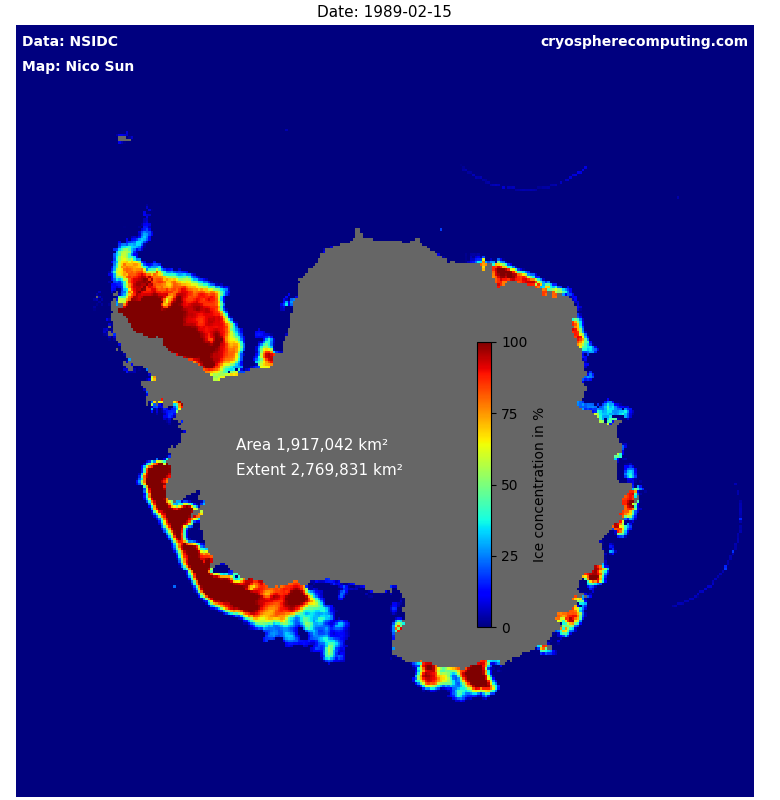 Date: 1989-02-15
Data: NSIDC
cryospherecomputing.com
Map: Nico Sun
100
75
50
25
0
Ice concentration in %
Area 1,917,042 km²
Extent 2,769,831 km²